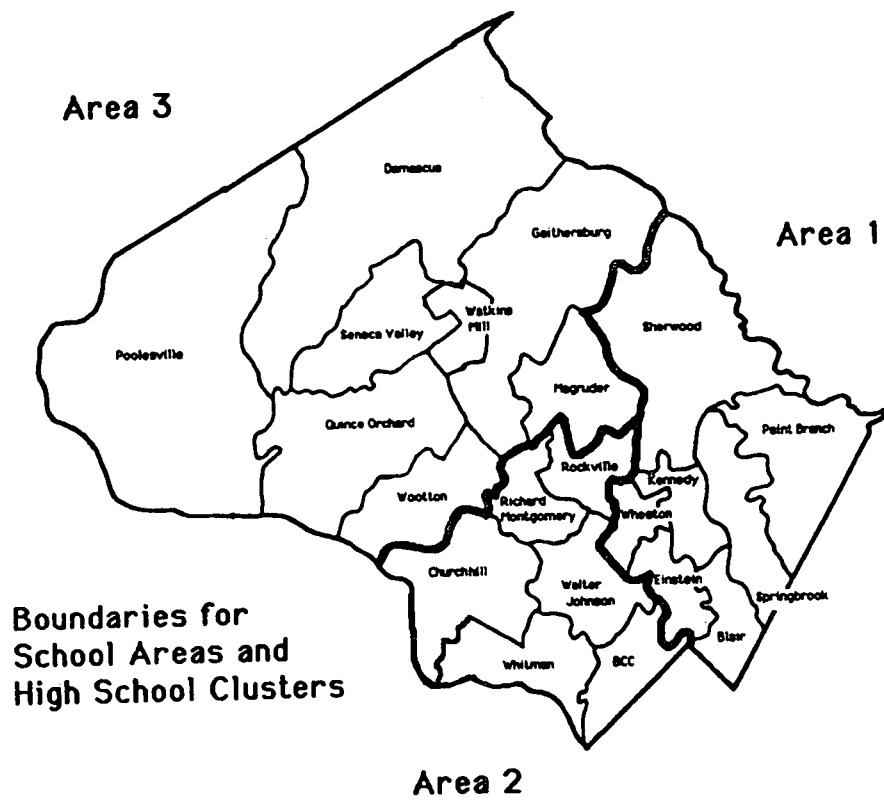 Area 3
Damascus
Gaithersburg
Area 1
Watkins
Mill
Seneca Valley
Sherwood
Poolesville
Magruder
Quince Orchard
Paint Branch
Rockville
Kennedy
Wootton
Richard
Montgomery
Wheaton
Churchhill
Walter
Johnson
Einstein
Springbrook
Boundaries for
School Areas and
High School Clusters
Whitman
BCC
Blair
Area 2